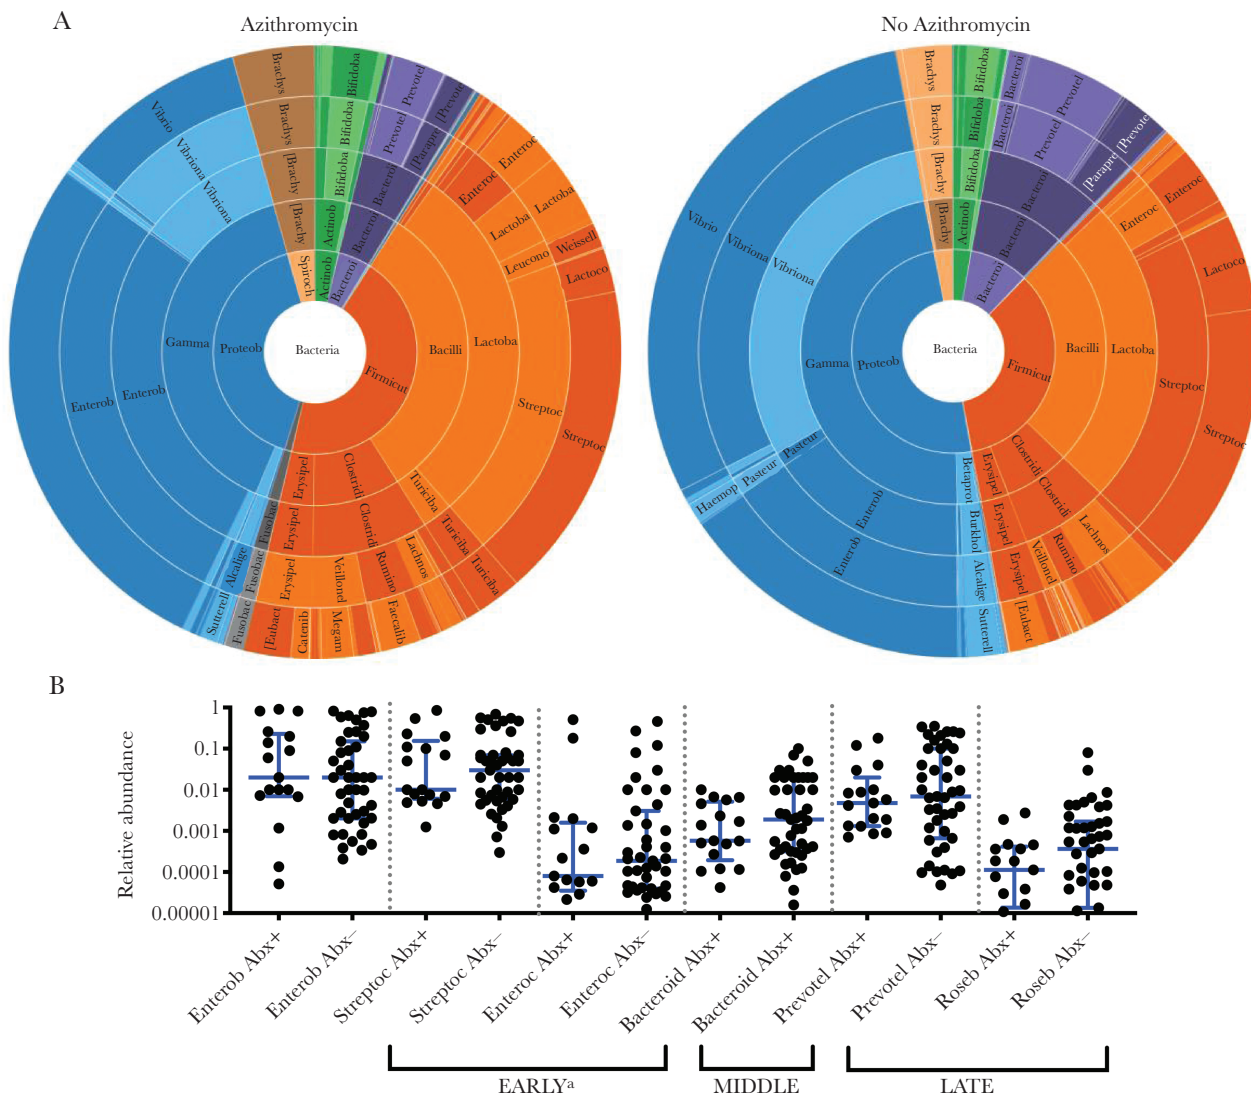 A
Azithromycin
No Azithromycin
Brachys
Brachys
[Brachy
[Brachy
Spiroch
Bifidoba
Bifidoba
Bifidoba
Actinob
Actinob
Prevotel
Prevotel
[Prevote
[Parapre
Bacteroi
Bacteroi
Bacteroi
Enteroc
Enteroc
Lactoba
Lactoba
Leucono
Weissell
Lactoco
Vibrio
Vibriona
Vibriona
Bacteria
Proteob
Gamma
Enterob
Enterob
Firmicut
Bacilli
Lactoba
Streptoc
Streptoc
Turiciba
Turiciba
Turiciba
Clostridi
Clostridi
Erysipel
Erysipel
Erysipel
Veillonel
Rumino
Lachnos
Faecalib
Megam
Catenib
[Eubact
Fusobac
Fusobac
Fusobac
Alcalige
Sutterell
Brachys
Brachys
[Brachy
[Brachy
Bifidoba
Bifidoba
Bifidoba
Actinob
Bacteroi
Bacteroi
Prevotel
Prevotel
[Prevote
[Parapre
Bacteroi
Bacteroi
Bacteroi
Enteroc
Enteroc
Lactoco
Vibrio
Vibriona
Vibriona
Bacteria
Proteob
Gamma
Firmicut
Bacilli
Lactoba
Streptoc
Streptoc
Pasteur
Pasteur
Haemop
Enterob
Enterob
Betaprot
Burkhol
Alcalige
Sutterell
Erysipel
Erysipel
Erysipel
[Eubact
Clostridi
Clostridi
Lachnos
Rumino
Veillonel
B
Relative abundance
1
0.1
0.01
0.001
0.0001
0.00001
Enterob Abx+
Enterob Abx–
Streptoc Abx+
Streptoc Abx–
Enteroc Abx+
Enteroc Abx–
Bacteroid Abx+
Bacteroid Abx+
Prevotel Abx+
Prevotel Abx–
Roseb Abx+
Roseb Abx–
EARLYª
MIDDLE
LATE